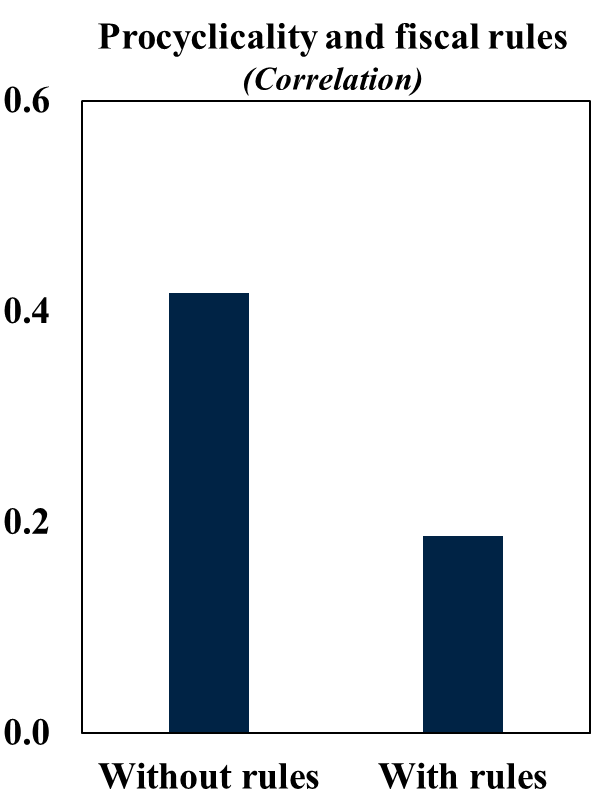 Procyclicality and fiscal rules
(Correlation)
0.6
0.4
0.2
0.0
Without rules
With rules